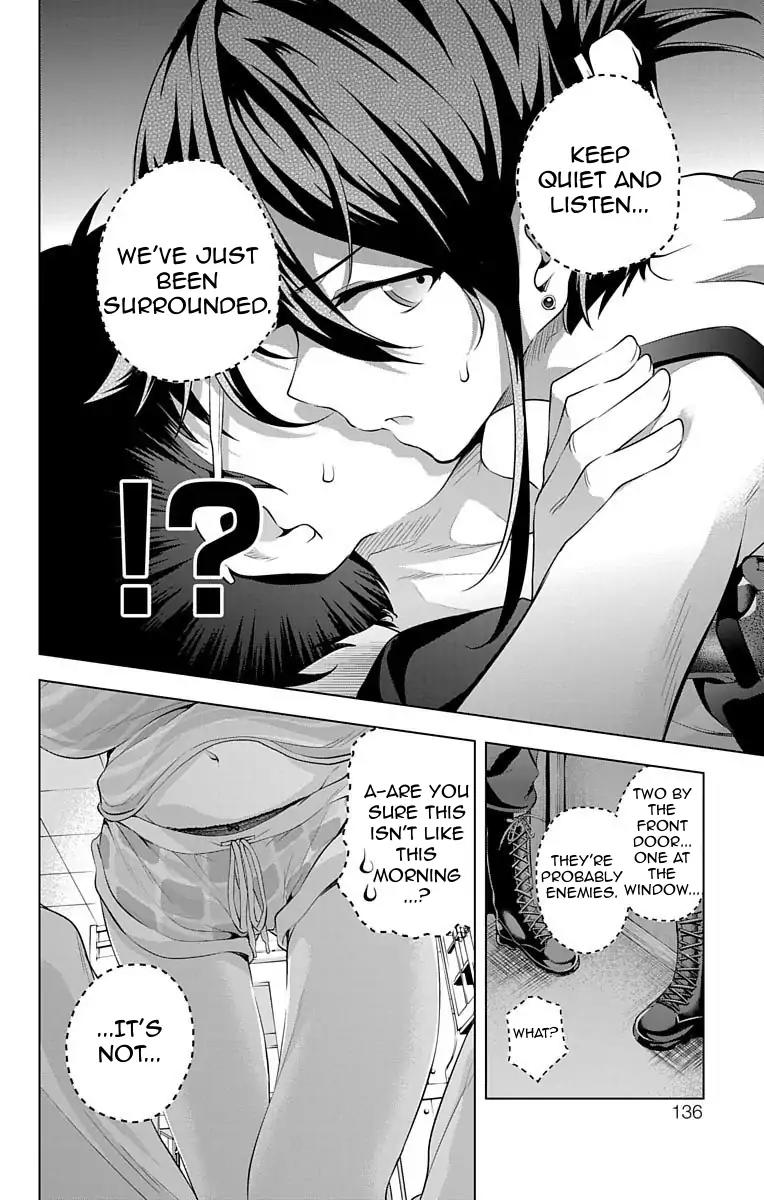 KEEP
QUIET AND
LISTEN...
WE'VE JUST
BEEN
SURROUNDED.
!?
TWO BY
THE
FRONT
DOOR...
ONE AT
THE
WINDOW...
THEY'RE
PROBABLY
ENEMIES.
WHAT?
A-ARE YOU
SURE THIS
ISN'T LIKE
THIS
MORNING
...?
...IT'S
NOT...
136